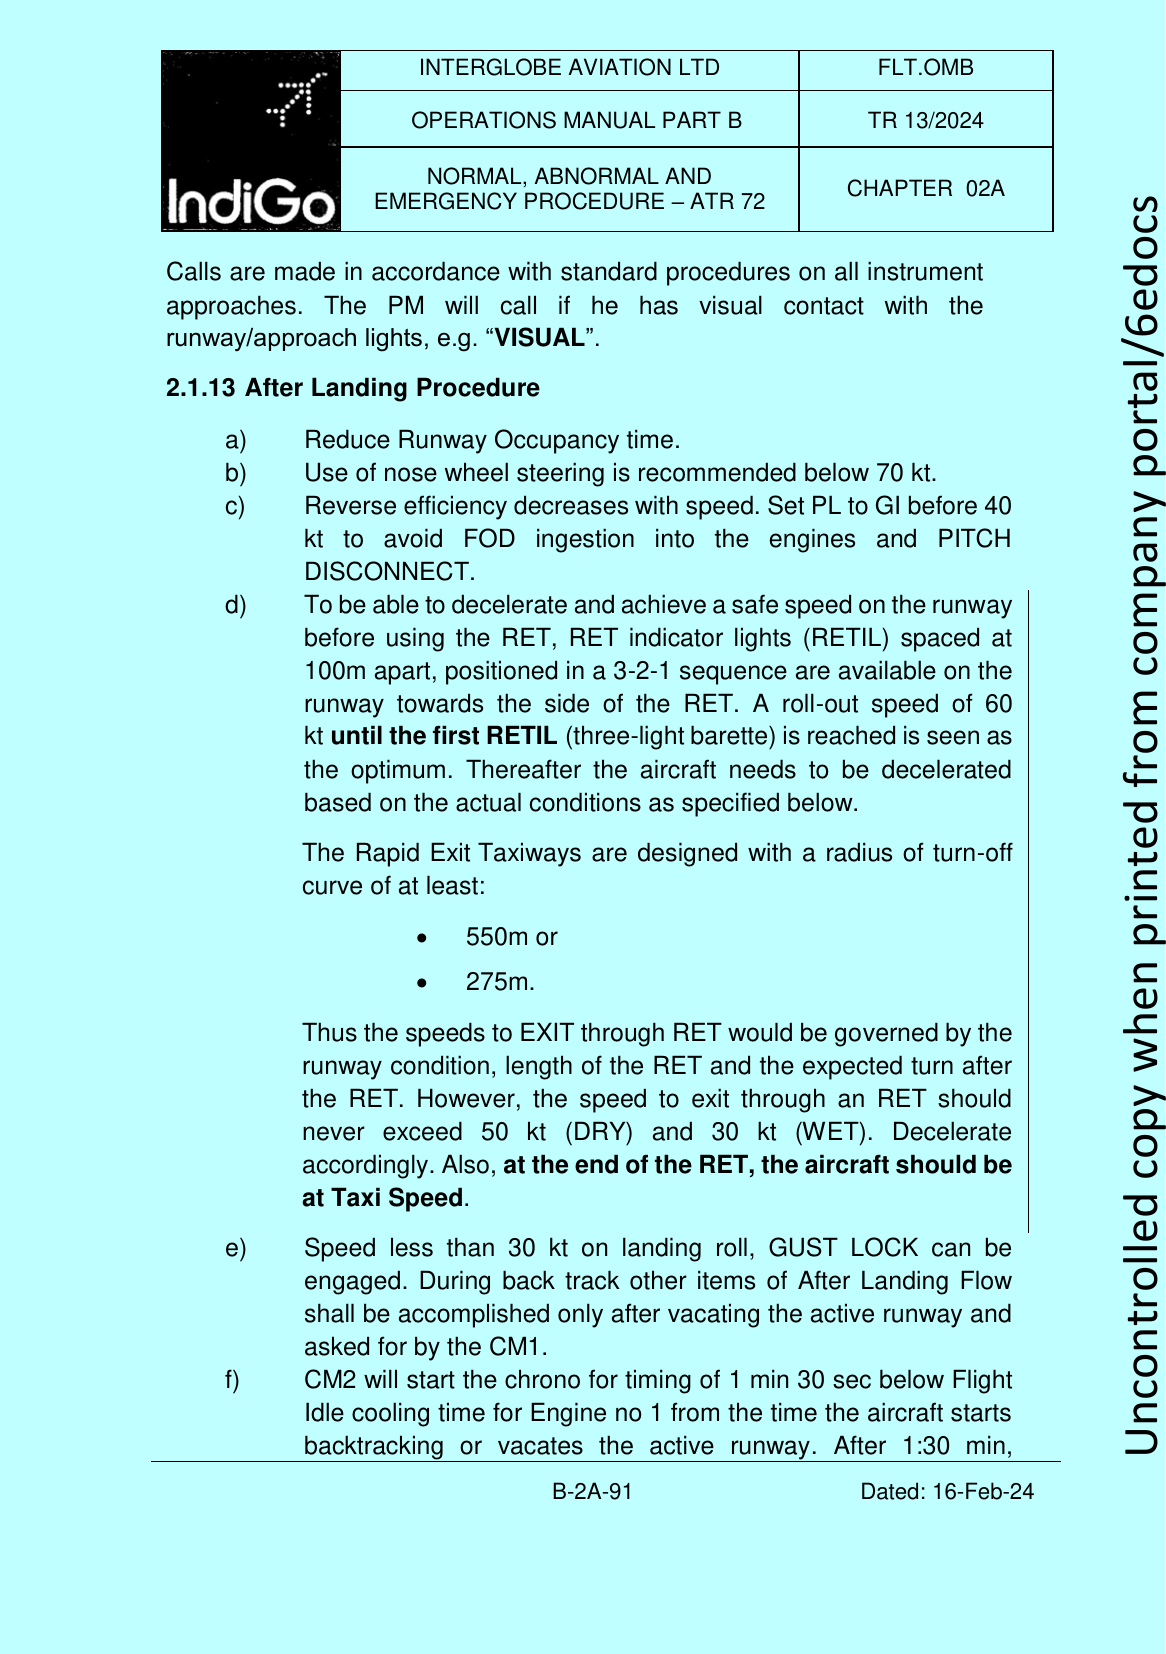 INTERGLOBE AVIATION LTD
FLT.OMB
OPERATIONS MANUAL PART B
TR 13/2024
IndiGo
NORMAL, ABNORMAL AND
EMERGENCY PROCEDURE – ATR 72
CHAPTER 02A
Calls are made in accordance with standard procedures on all instrument
approaches. The PM will call if he has visual contact with the
runway/approach lights, e.g. “VISUAL”.
2.1.13 After Landing Procedure
a) Reduce Runway Occupancy time.
b) Use of nose wheel steering is recommended below 70 kt.
c) Reverse efficiency decreases with speed. Set PL to GI before 40
kt to avoid FOD ingestion into the engines and PITCH
DISCONNECT.
d) To be able to decelerate and achieve a safe speed on the runway
before using the RET, RET indicator lights (RETIL) spaced at
100m apart, positioned in a 3-2-1 sequence are available on the
runway towards the side of the RET. A roll-out speed of 60
kt until the first RETIL (three-light barette) is reached is seen as
the optimum. Thereafter the aircraft needs to be decelerated
based on the actual conditions as specified below.
The Rapid Exit Taxiways are designed with a radius of turn-off
curve of at least:
• 550m or
• 275m.
Thus the speeds to EXIT through RET would be governed by the
runway condition, length of the RET and the expected turn after
the RET. However, the speed to exit through an RET should
never exceed 50 kt (DRY) and 30 kt (WET). Decelerate
accordingly. Also, at the end of the RET, the aircraft should be
at Taxi Speed.
e) Speed less than 30 kt on landing roll, GUST LOCK can be
engaged. During back track other items of After Landing Flow
shall be accomplished only after vacating the active runway and
asked for by the CM1.
f) CM2 will start the chrono for timing of 1 min 30 sec below Flight
Idle cooling time for Engine no 1 from the time the aircraft starts
backtracking or vacates the active runway. After 1:30 min,
B-2A-91
Dated: 16-Feb-24
Uncontrolled copy when printed from company portal/6edocs